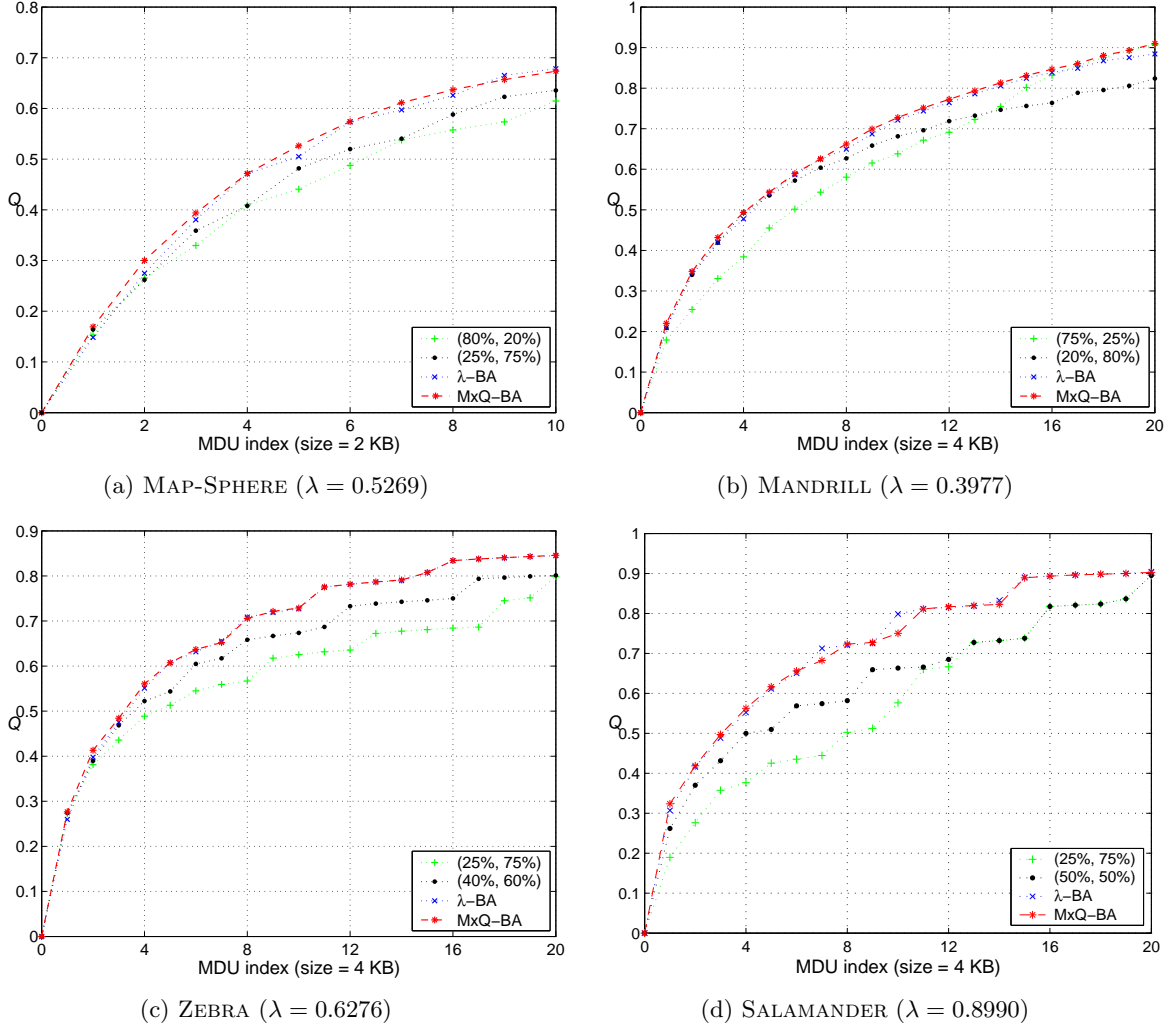 0.8
0.7
0.6
0.5
0.4
0.3
0.2
0.1
0
Q
0 2 4 6 8 10
MDU index (size = 2 KB)
(80%, 20%)
(25%, 75%)
λ−BA
MxQ−BA
(a) MAP-SPHERE (λ = 0.5269)
1
0.9
0.8
0.7
0.6
0.5
0.4
0.3
0.2
0.1
0
Q
0 4 8 12 16 20
MDU index (size = 4 KB)
(75%, 25%)
(20%, 80%)
λ−BA
MxQ−BA
(b) MANDRILL (λ = 0.3977)
0.9
0.8
0.7
0.6
0.5
0.4
0.3
0.2
0.1
0
Q
0 4 8 12 16 20
MDU index (size = 4 KB)
(25%, 75%)
(40%, 60%)
λ−BA
MxQ−BA
(c) ZEBRA (λ = 0.6276)
1
0.9
0.8
0.7
0.6
0.5
0.4
0.3
0.2
0.1
0
Q
0 4 8 12 16 20
MDU index (size = 4 KB)
(25%, 75%)
(50%, 50%)
λ−BA
MxQ−BA
(d) SALAMANDER (λ = 0.8990)